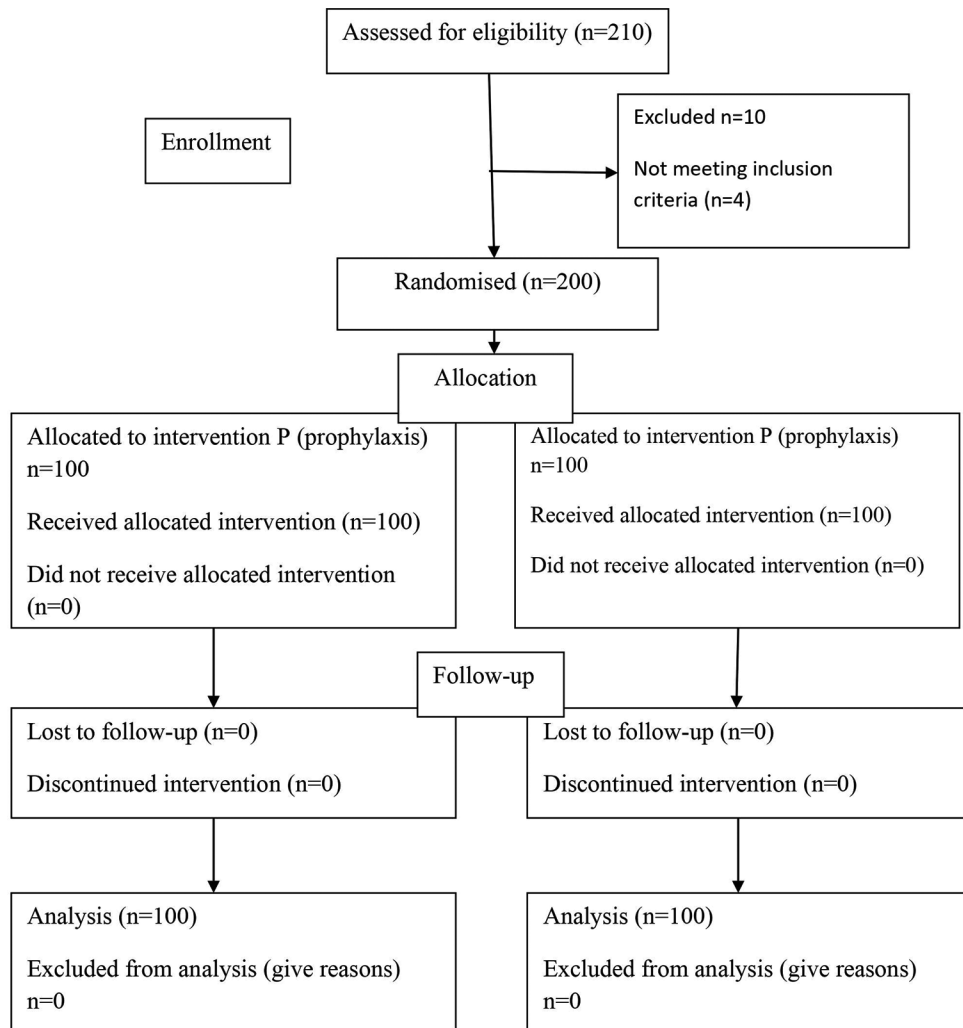 Assessed for eligibility (n=210)
Enrollment
Excluded n=10
Not meeting inclusion
criteria (n=4)
Randomised (n=200)
Allocation
Allocated to intervention P (prophylaxis)
n=100
Received allocated intervention (n=100)
Did not receive allocated intervention
(n=0)
Allocated to intervention P (prophylaxis)
n=100
Received allocated intervention (n=100)
Did not receive allocated intervention (n=0)
Follow-up
Lost to follow-up (n=0)
Discontinued intervention (n=0)
Lost to follow-up (n=0)
Discontinued intervention (n=0)
Analysis (n=100)
Excluded from analysis (give reasons)
n=0
Analysis (n=100)
Excluded from analysis (give reasons)
n=0